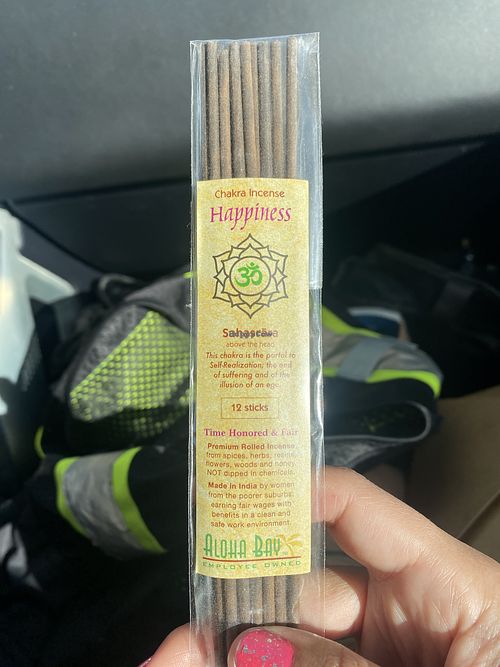 Chakra Incense
Happiness
ॐ
Sahasrara
above the head
This chakra is the portal to
Self-Realization, the end
of suffering and of the
illusion of an ego.
12 sticks
Time Honored & Fair
Premium Rolled Incense
from spices, herbs, resins,
flowers, woods and honey
NOT dipped in chemicals.
Made in India by women
from the poorer suburbs
earning fair wages with
benefits in a clean and
safe work environment.
ALOHA BAY
EMPLOYEE OWNED